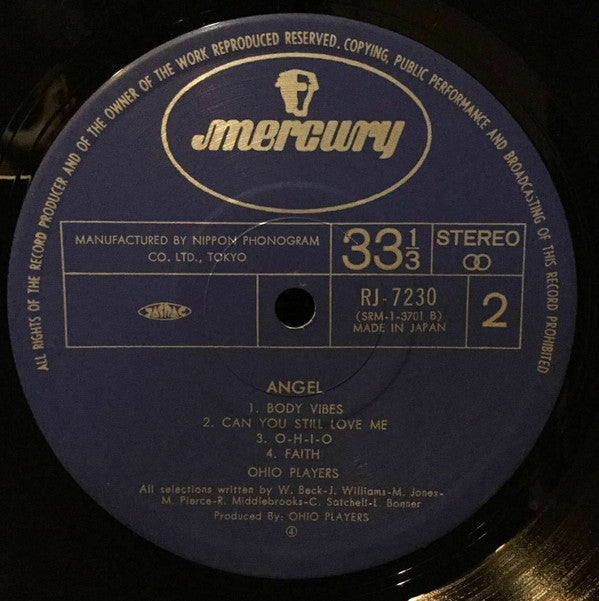 ALL RIGHTS OF THE RECORD PRODUCER AND OF THE OWNER OF THE WORK REPRODUCED RESERVED. COPYING, PUBLIC PERFORMANCE AND BROADCASTING OF THIS RECORD PROHIBITED
mercury
MANUFACTURED BY NIPPON PHONOGRAM
CO. LTD., TOKYO
33 1/3
STEREO
JASRAC
RJ-7230
(SRM-1-3701 B)
MADE IN JAPAN
2
ANGEL
1. BODY VIBES
2. CAN YOU STILL LOVE ME
3. O-H-I-O
4. FAITH
OHIO PLAYERS
All selections written by W. Beck-J. Williams-M. Jones-
M. Pierce-R. Middlebrooks-C. Satchell-L. Bonner
Produced By: OHIO PLAYERS
④